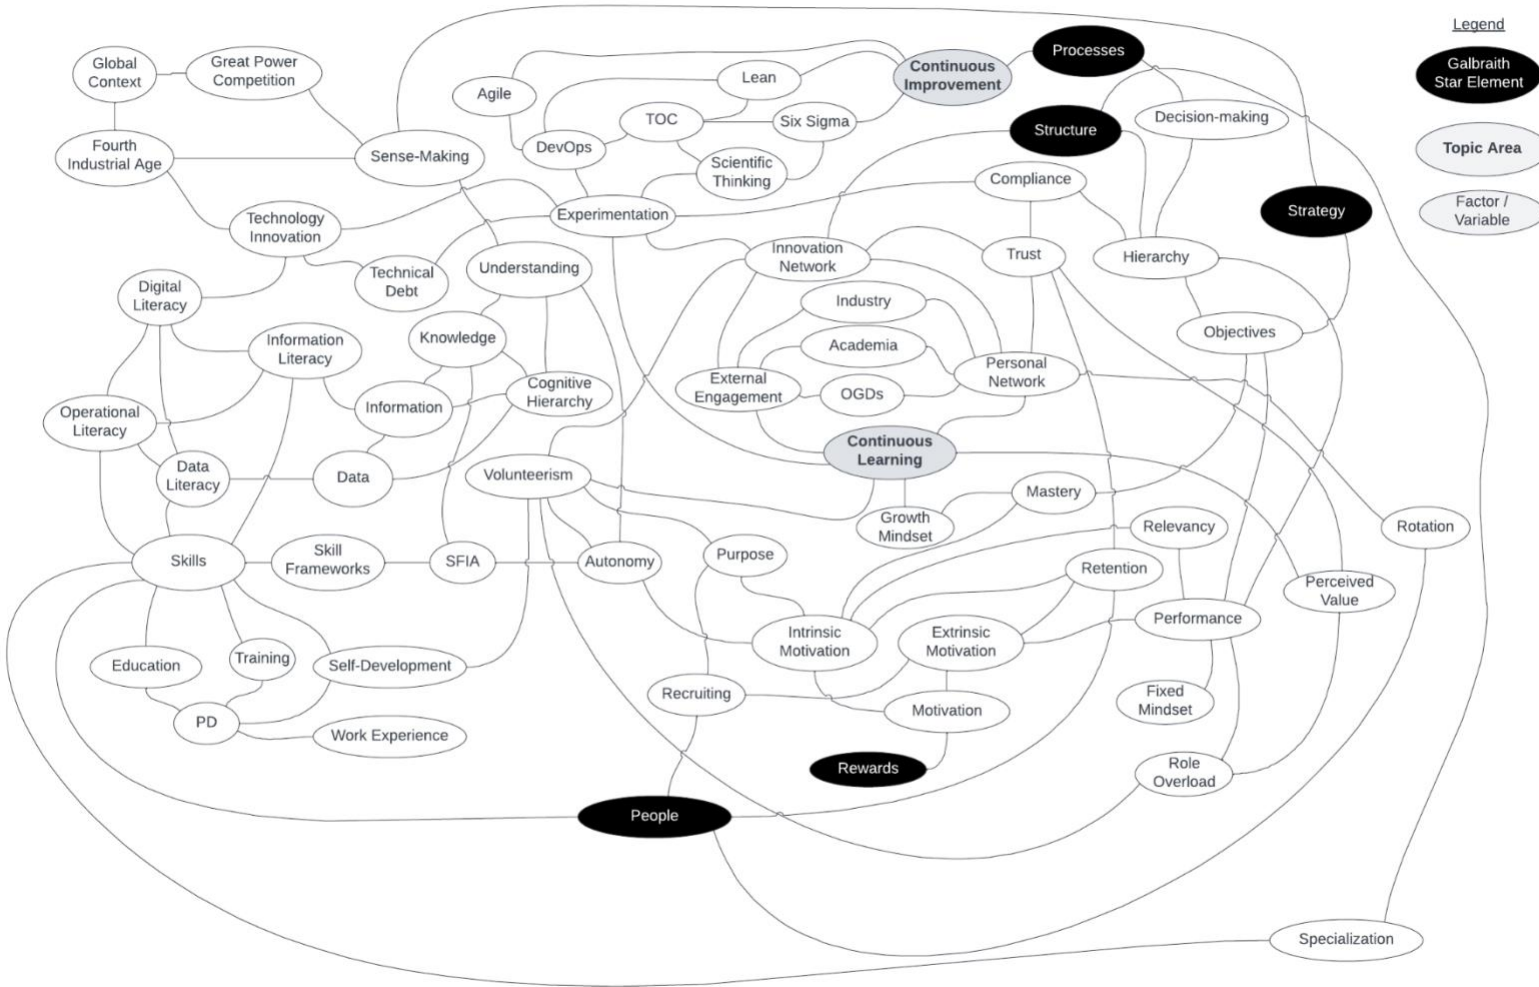 Legend
Galbraith
Star Element
Topic Area
Factor /
Variable
Processes
Continuous
Improvement
Global
Context
Great Power
Competition
Lean
Agile
TOC
Six Sigma
Decision-making
Structure
DevOps
Fourth
Industrial Age
Sense-Making
Scientific
Thinking
Compliance
Strategy
Experimentation
Technology
Innovation
Innovation
Network
Trust
Hierarchy
Understanding
Technical
Debt
Digital
Literacy
Industry
Objectives
Knowledge
Information
Literacy
Academia
Personal
Network
External
Engagement
OGDs
Cognitive
Hierarchy
Information
Operational
Literacy
Continuous
Learning
Data
Literacy
Data
Volunteerism
Mastery
Growth
Mindset
Relevancy
Rotation
Purpose
Skills
Skill
Frameworks
SFIA
Autonomy
Retention
Perceived
Value
Performance
Intrinsic
Motivation
Extrinsic
Motivation
Education
Training
Self-Development
Recruiting
Fixed
Mindset
Motivation
PD
Work Experience
Rewards
Role
Overload
People
Specialization